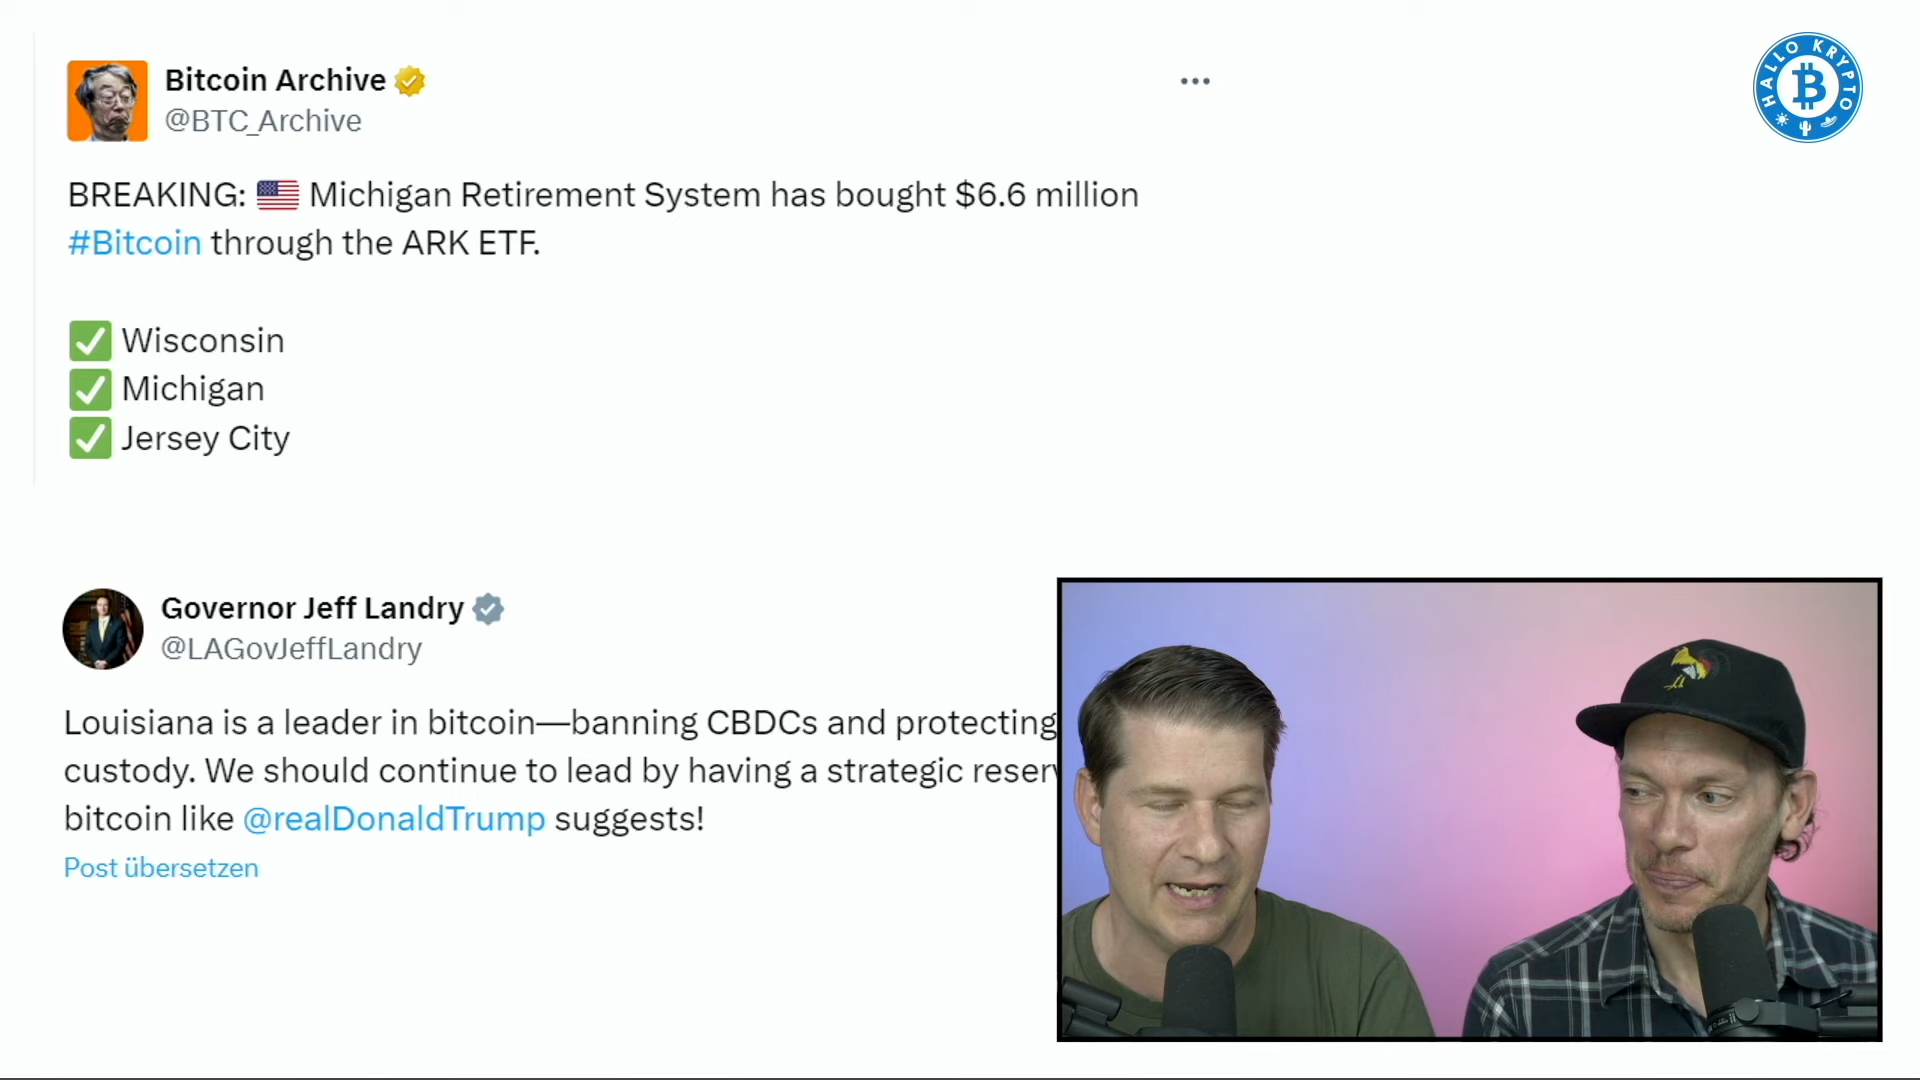 Bitcoin Archive
@BTC_Archive
BREAKING: Michigan Retirement System has bought $6.6 million
#Bitcoin through the ARK ETF.
✅ Wisconsin
✅ Michigan
✅ Jersey City
HALLO KRYPTO
Governor Jeff Landry
@LAGovJeffLandry
Louisiana is a leader in bitcoin—banning CBDCs and protecting
custody. We should continue to lead by having a strategic
bitcoin like @realDonaldTrump suggests!
Post übersetzen